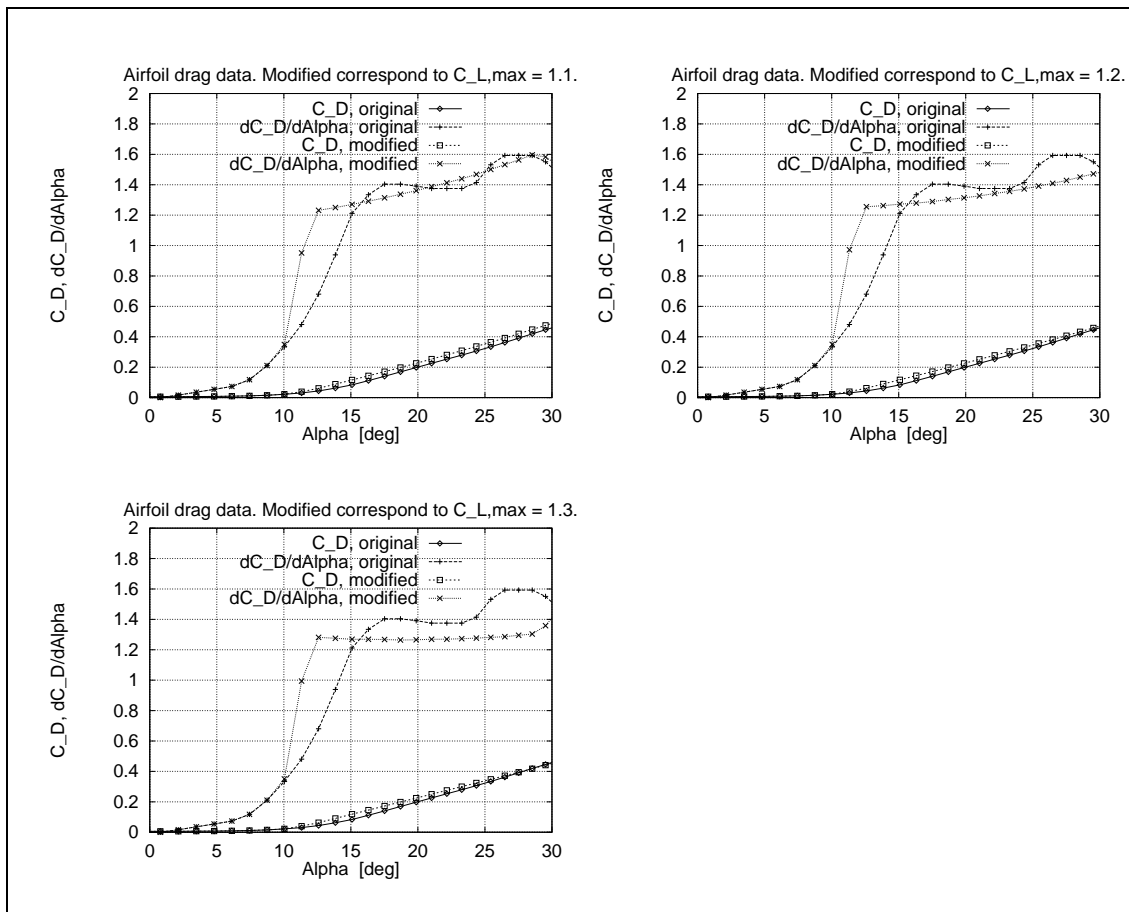 Airfoil drag data. Modified correspond to C_L,max = 1.1.
C_D, dC_D/dAlpha
2
1.8
1.6
1.4
1.2
1
0.8
0.6
0.4
0.2
0
C_D, original
dC_D/dAlpha, original
C_D, modified
dC_D/dAlpha, modified
0 5 10 15 20 25 30
Alpha [deg]
Airfoil drag data. Modified correspond to C_L,max = 1.2.
C_D, dC_D/dAlpha
2
1.8
1.6
1.4
1.2
1
0.8
0.6
0.4
0.2
0
C_D, original
dC_D/dAlpha, original
C_D, modified
dC_D/dAlpha, modified
0 5 10 15 20 25 30
Alpha [deg]
Airfoil drag data. Modified correspond to C_L,max = 1.3.
C_D, dC_D/dAlpha
2
1.8
1.6
1.4
1.2
1
0.8
0.6
0.4
0.2
0
C_D, original
dC_D/dAlpha, original
C_D, modified
dC_D/dAlpha, modified
0 5 10 15 20 25 30
Alpha [deg]